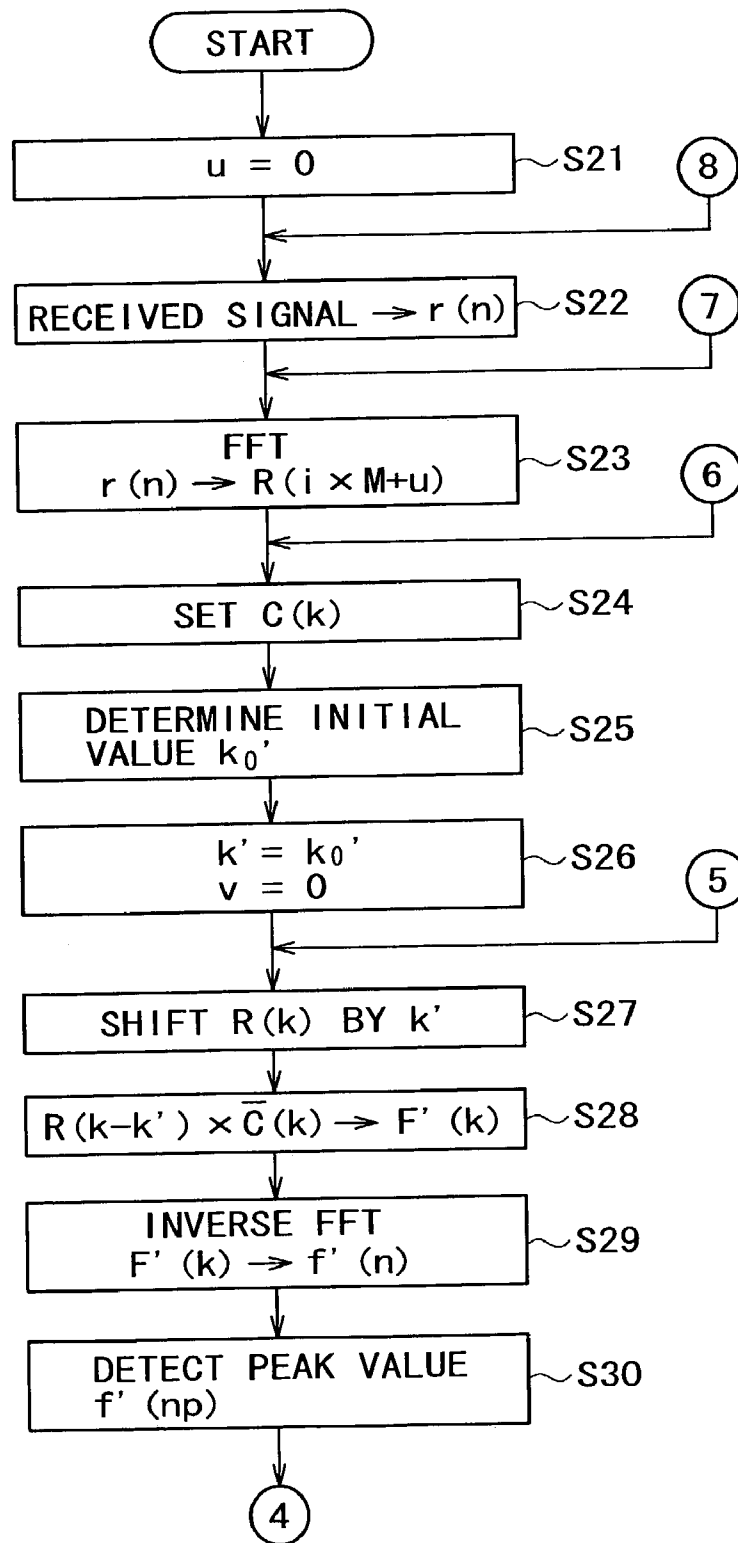 START
u = 0
S21
8
RECEIVED SIGNAL → r(n)
S22
7
FFT
r(n) → R(i × M+u)
S23
6
SET C(k)
S24
DETERMINE INITIAL
VALUE k₀'
S25
k' = k₀'
v = 0
S26
5
SHIFT R(k) BY k'
S27
R(k-k') × C̅(k) → F'(k)
S28
INVERSE FFT
F'(k) → f'(n)
S29
DETECT PEAK VALUE
f'(np)
S30
4